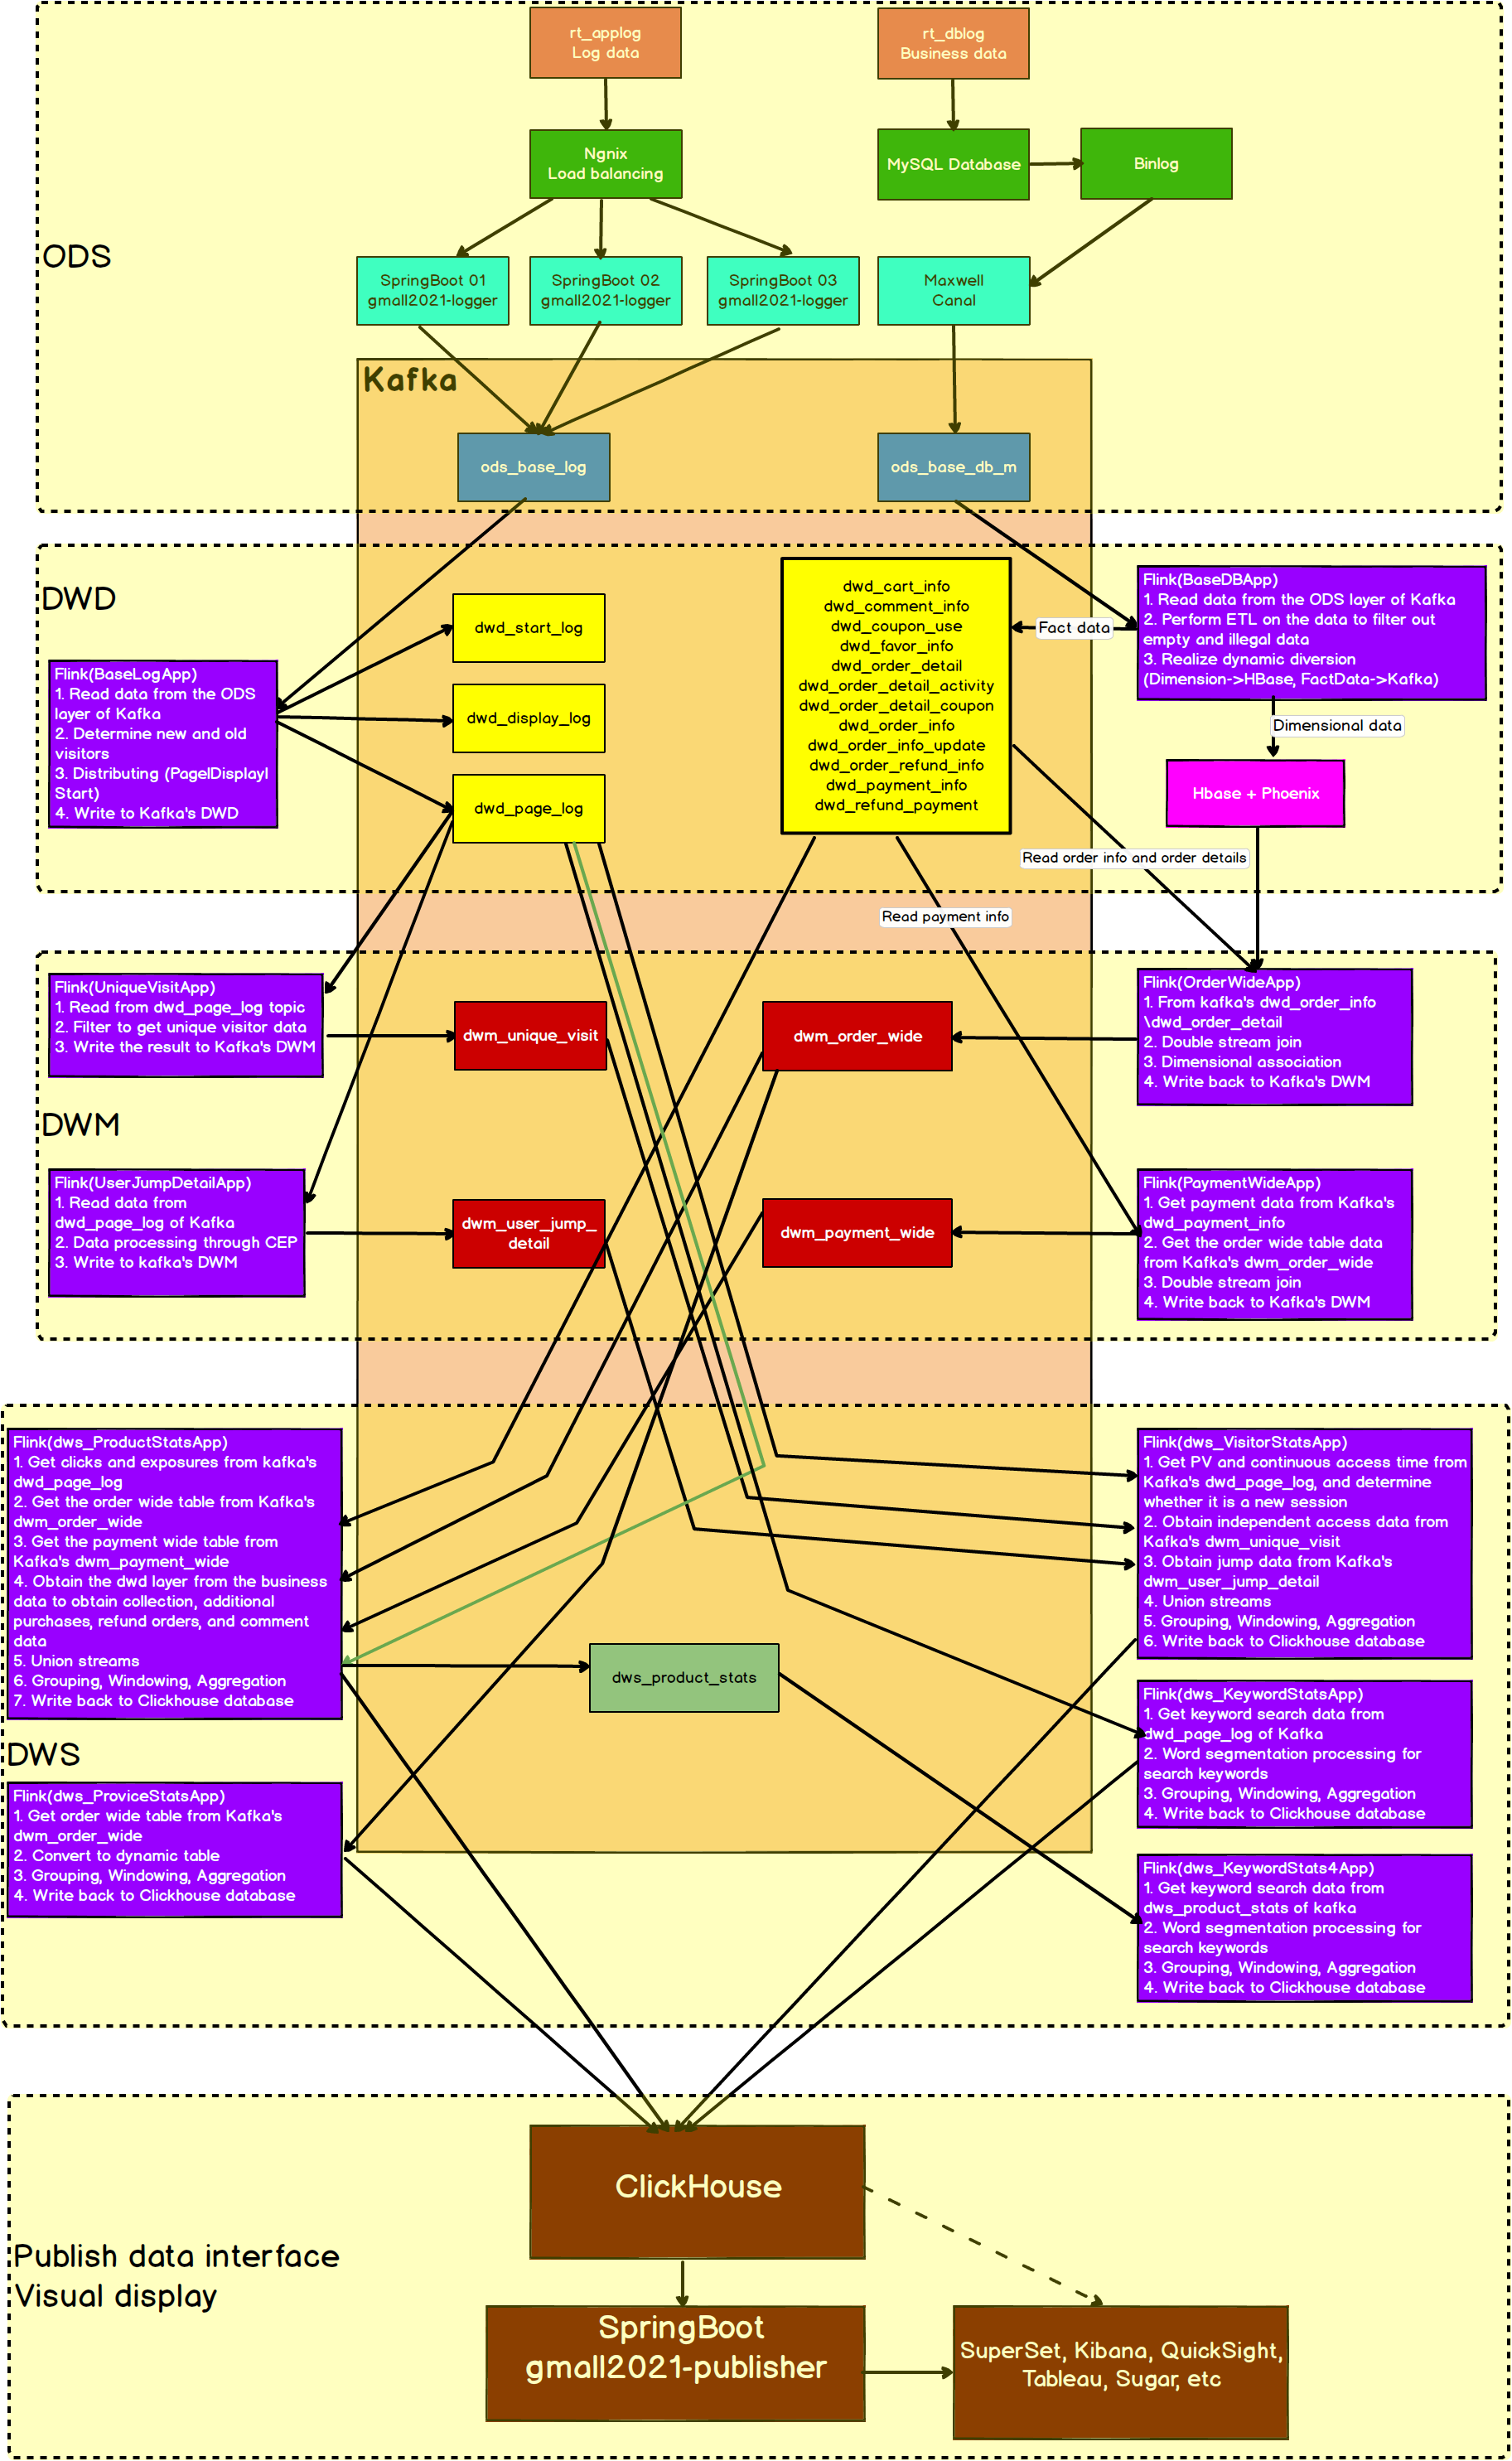 rt_applog
Log data
rt_dblog
Business data
Ngnix
Load balancing
MySQL Database
Binlog
ODS
SpringBoot 01
gmall2021-logger
SpringBoot 02
gmall2021-logger
SpringBoot 03
gmall2021-logger
Maxwell
Canal
Kafka
ods_base_log
ods_base_db_m
DWD
Flink(BaseLogApp)
1. Read data from the ODS
layer of Kafka
2. Determine new and old
visitors
3. Distributing (Page|Display|
Start)
4. Write to Kafka's DWD
dwd_start_log
dwd_display_log
dwd_page_log
dwd_cart_info
dwd_comment_info
dwd_coupon_use
dwd_favor_info
dwd_order_detail
dwd_order_detail_activity
dwd_order_detail_coupon
dwd_order_info
dwd_order_info_update
dwd_order_refund_info
dwd_payment_info
dwd_refund_payment
Fact data
Flink(BaseDBApp)
1. Read data from the ODS layer of Kafka
2. Perform ETL on the data to filter out
empty and illegal data
3. Realize dynamic diversion
(Dimension->HBase, FactData->Kafka)
Dimensional data
Hbase + Phoenix
Read order info and order details
Read payment info
Flink(UniqueVisitApp)
1. Read from dwd_page_log topic
2. Filter to get unique visitor data
3. Write the result to Kafka's DWM
dwm_unique_visit
dwm_order_wide
Flink(OrderWideApp)
1. From kafka's dwd_order_info
\dwd_order_detail
2. Double stream join
3. Dimensional association
4. Write back to Kafka's DWM
DWM
Flink(UserJumpDetailApp)
1. Read data from
dwd_page_log of Kafka
2. Data processing through CEP
3. Write to kafka's DWM
dwm_user_jump_
detail
dwm_payment_wide
Flink(PaymentWideApp)
1. Get payment data from Kafka's
dwd_payment_info
2. Get the order wide table data
from Kafka's dwm_order_wide
3. Double stream join
4. Write back to Kafka's DWM
Flink(dws_ProductStatsApp)
1. Get clicks and exposures from kafka's
dwd_page_log
2. Get the order wide table from Kafka's
dwm_order_wide
3. Get the payment wide table from
Kafka's dwm_payment_wide
4. Obtain the dwd layer from the business
data to obtain collection, additional
purchases, refund orders, and comment
data
5. Union streams
6. Grouping, Windowing, Aggregation
7. Write back to Clickhouse database
dws_product_stats
Flink(dws_VisitorStatsApp)
1. Get PV and continuous access time from
Kafka's dwd_page_log, and determine
whether it is a new session
2. Obtain independent access data from
Kafka's dwm_unique_visit
3. Obtain jump data from Kafka's
dwm_user_jump_detail
4. Union streams
5. Grouping, Windowing, Aggregation
6. Write back to Clickhouse database
Flink(dws_KeywordStatsApp)
1. Get keyword search data from
dwd_page_log of Kafka
2. Word segmentation processing for
search keywords
3. Grouping, Windowing, Aggregation
4. Write back to Clickhouse database
DWS
Flink(dws_ProviceStatsApp)
1. Get order wide table from Kafka's
dwm_order_wide
2. Convert to dynamic table
3. Grouping, Windowing, Aggregation
4. Write back to Clickhouse database
Flink(dws_KeywordStats4App)
1. Get keyword search data from
dws_product_stats of kafka
2. Word segmentation processing for
search keywords
3. Grouping, Windowing, Aggregation
4. Write back to Clickhouse database
ClickHouse
Publish data interface
Visual display
SpringBoot
gmall2021-publisher
SuperSet, Kibana, QuickSight,
Tableau, Sugar, etc